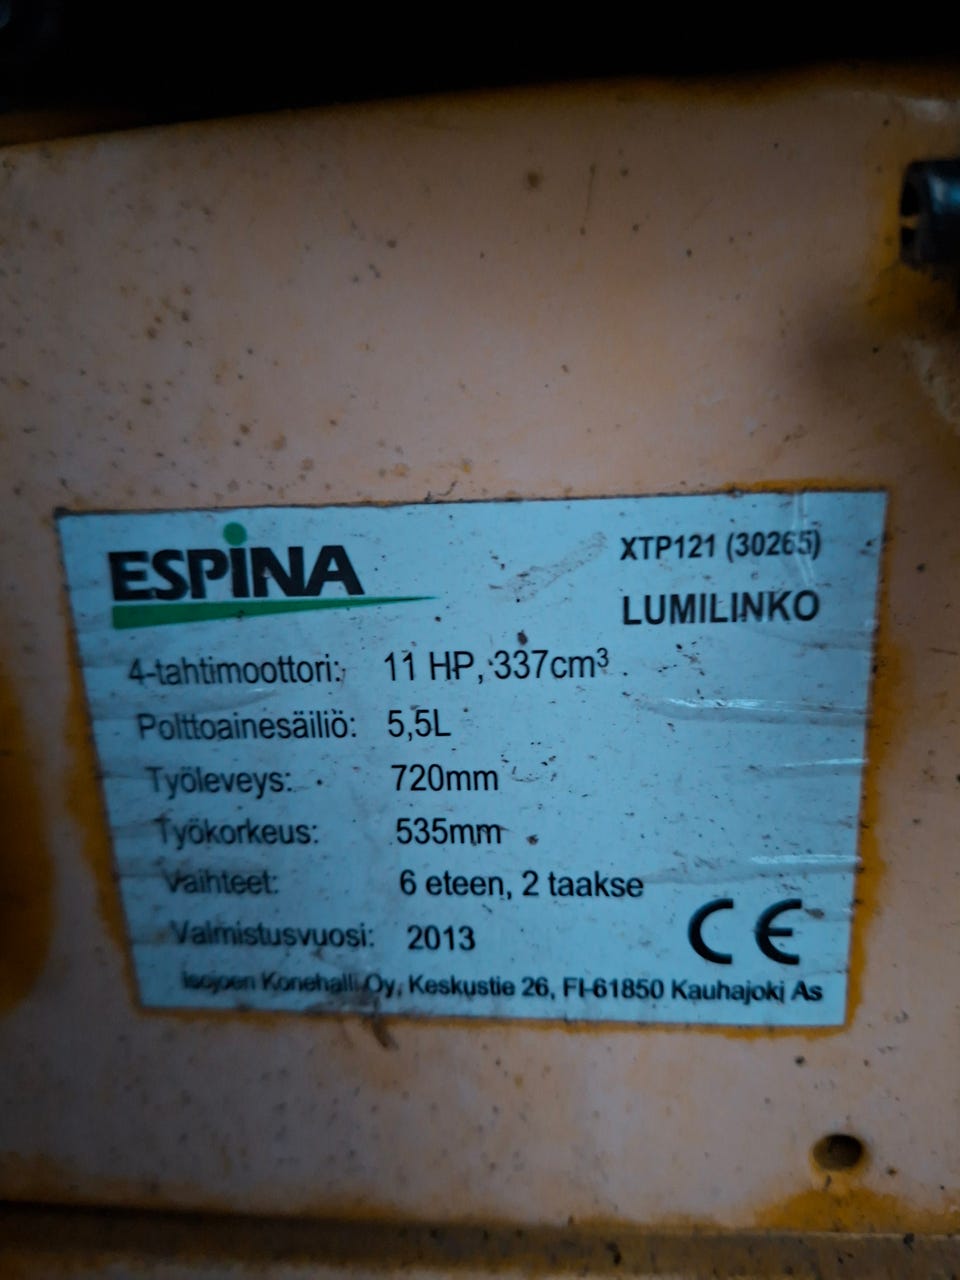 ESPINA
XTP121 (30265)
LUMILINKO
4-tahtimoottori: 11 HP, 337cm³
Polttoainesäiliö: 5,5L
Työleveys: 720mm
Työkorkeus: 535mm
Vaihteet: 6 eteen, 2 taakse
Valmistusvuosi: 2013
CE
Isojoen Konehalli Oy, Keskustie 26, FI-61850 Kauhajoki As